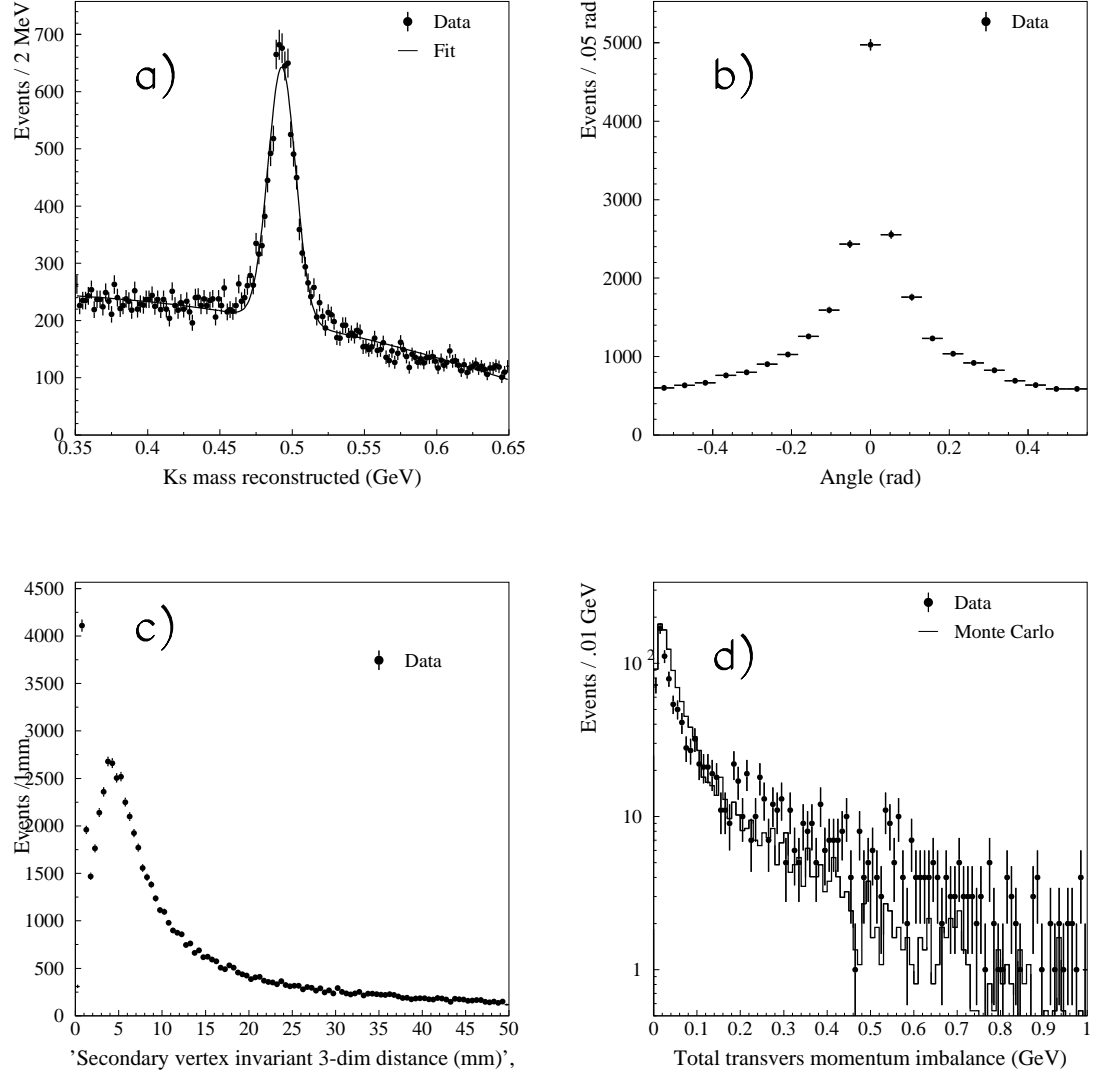 a)
Events / 2 MeV
Data
Fit
700
600
500
400
300
200
100
0
0.35 0.4 0.45 0.5 0.55 0.6 0.65
Ks mass reconstructed (GeV)
b)
Events / .05 rad
Data
5000
4000
3000
2000
1000
0
-0.4 -0.2 0 0.2 0.4
Angle (rad)
c)
Events /1mm
Data
4500
4000
3500
3000
2500
2000
1500
1000
500
0
0 5 10 15 20 25 30 35 40 45 50
'Secondary vertex invariant 3-dim distance (mm)',
d)
Events / .01 GeV
Data
Monte Carlo
10 2
10
1
0 0.1 0.2 0.3 0.4 0.5 0.6 0.7 0.8 0.9 1
Total transvers momentum imbalance (GeV)